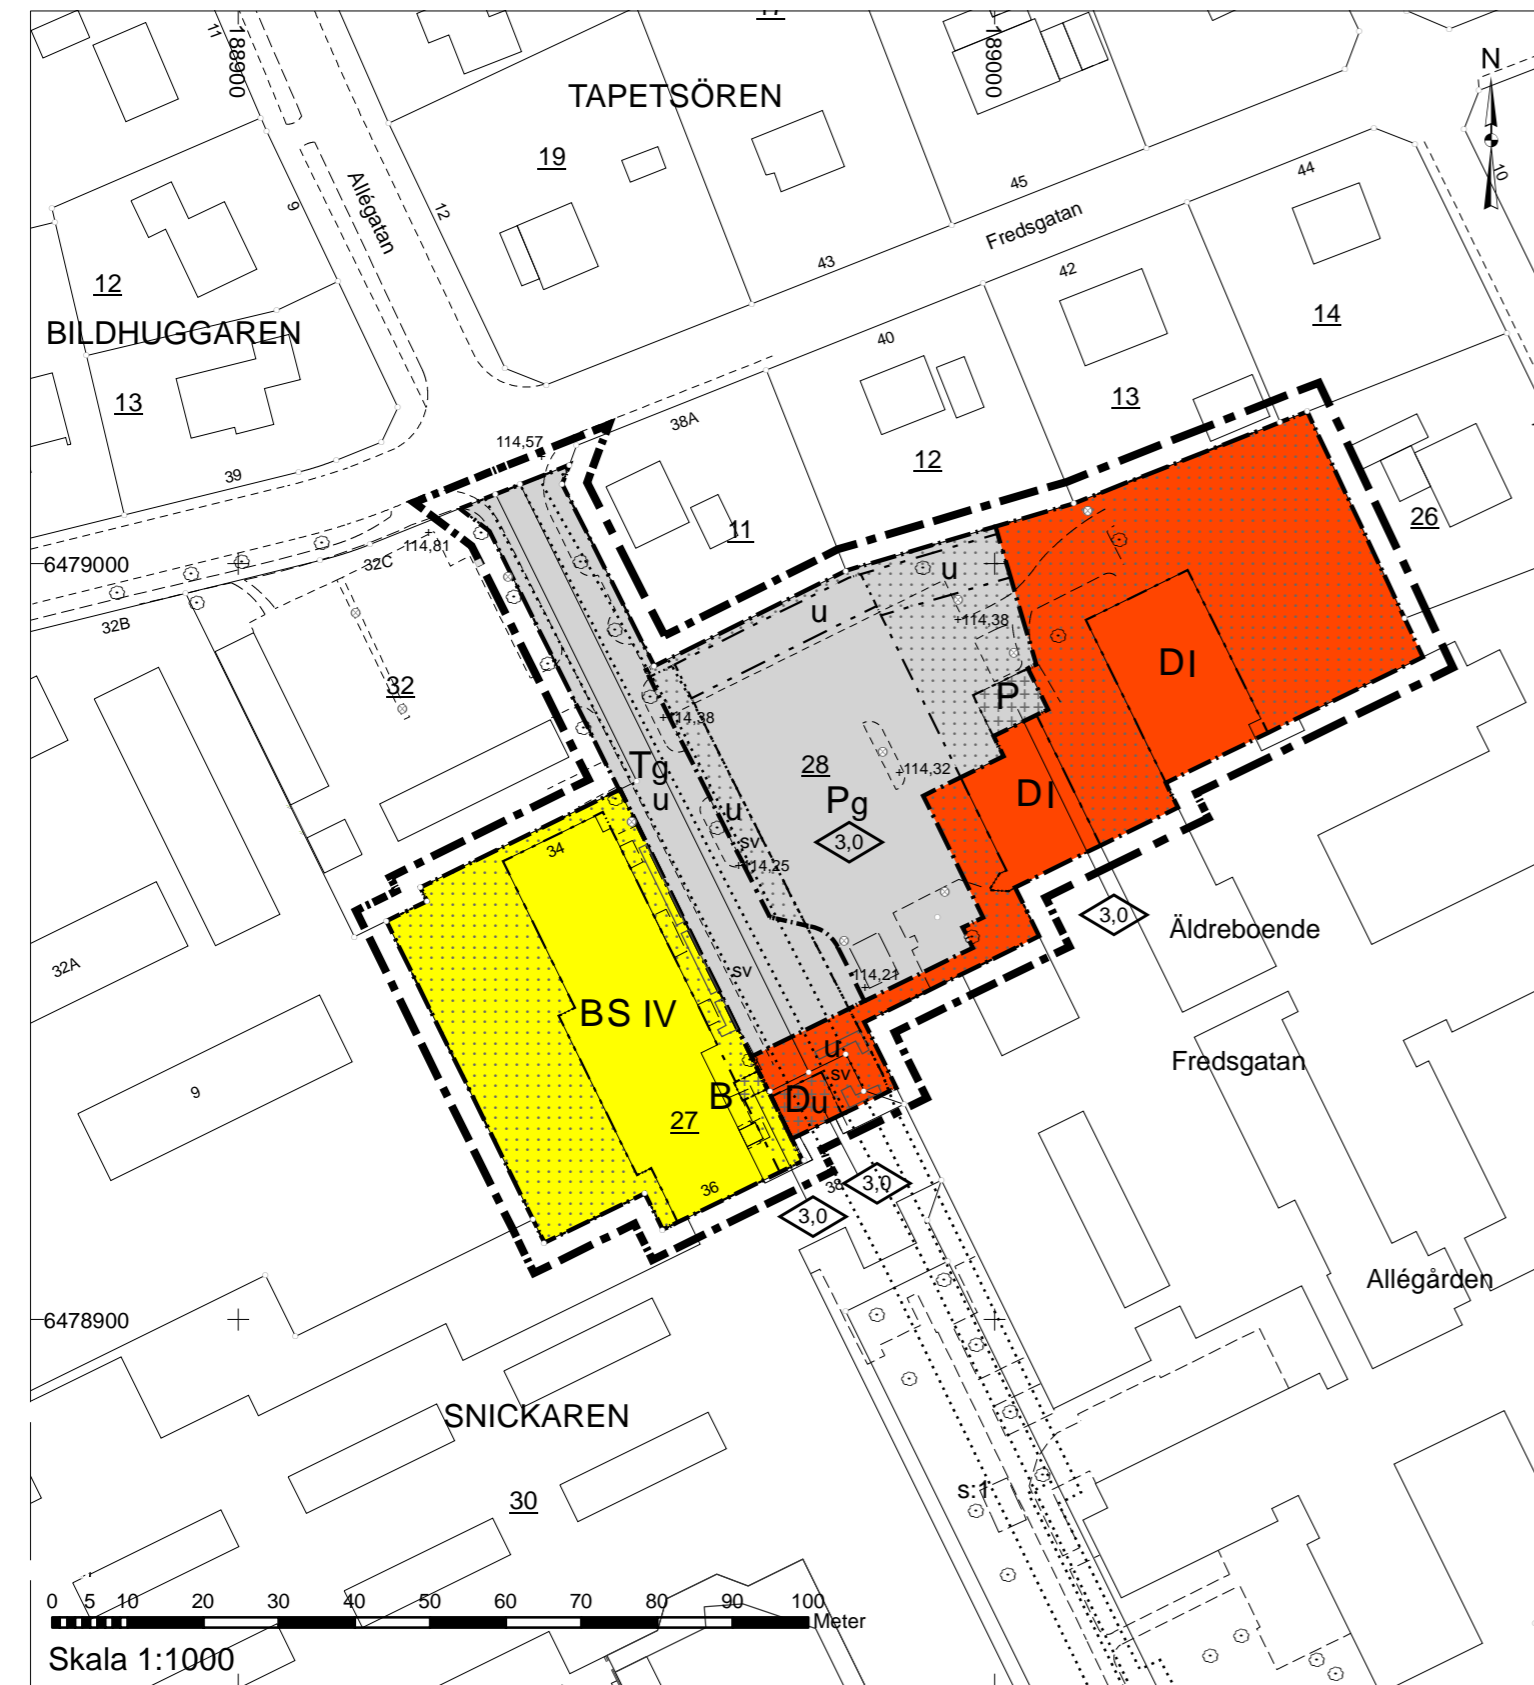 17
11
188900
189000
N
TAPETSÖREN
19
45
44
10
Allégatan
9
12
Fredsgatan
43
42
12
14
BILDHUGGAREN
40
13
13
38A
114,57
12
39
26
11
114,81
6479000
32C
u
32B
u
114,38
DI
32
P
114,38
28
Tg
114,32
u
Pg
DI
u
3,0
sv
34
114,25
3,0
Äldreboende
32A
sv
114,21
BS IV
u
Fredsgatan
sv
9
B
Du
27
36
38
3,0
3,0
Allégården
6478900
SNICKAREN
s:1
30
0 5 10 20 30 40 50 60 70 80 90 100
Meter
Skala 1:1000